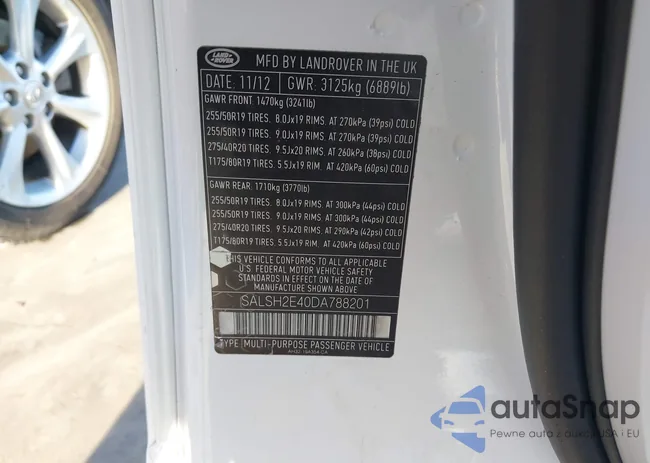 LAND ROVER
MFD BY LANDROVER IN THE UK
DATE: 11/12 GWR: 3125kg (6889lb)
GAWR FRONT 1470kg (3241lb)
255/50R19 TIRES. 8.0Jx19 RIMS. AT 270kPa (39psi) COLD
255/50R19 TIRES. 9.0Jx19 RIMS. AT 270kPa (39psi) COLD
275/40R20 TIRES. 9.5Jx20 RIMS. AT 260kPa (38psi) COLD
T175/80R19 TIRES 5.5Jx19 RIM. AT 420kPa (60psi) COLD
GAWR REAR. 1710kg (3770lb)
255/50R19 TIRES. 8.0Jx19 RIMS. AT 300kPa (44psi) COLD
255/50R19 TIRES. 9.0Jx19 RIMS. AT 300kPa (44psi) COLD
275/40R20 TIRES. 9.5Jx20 RIMS. AT 290kPa (42psi) COLD
T175/80R19 TIRES 5.5Jx19 RIM. AT 420kPa (60psi) COLD
THIS VEHICLE CONFORMS TO ALL APPLICABLE
U.S. FEDERAL MOTOR VEHICLE SAFETY
STANDARDS IN EFFECT ON THE DATE OF
MANUFACTURE SHOWN ABOVE
SALSH2E40DA788201
TYPE: MULTI-PURPOSE PASSENGER VEHICLE
autoSnap
Pewne auto z aukcji USA i EU